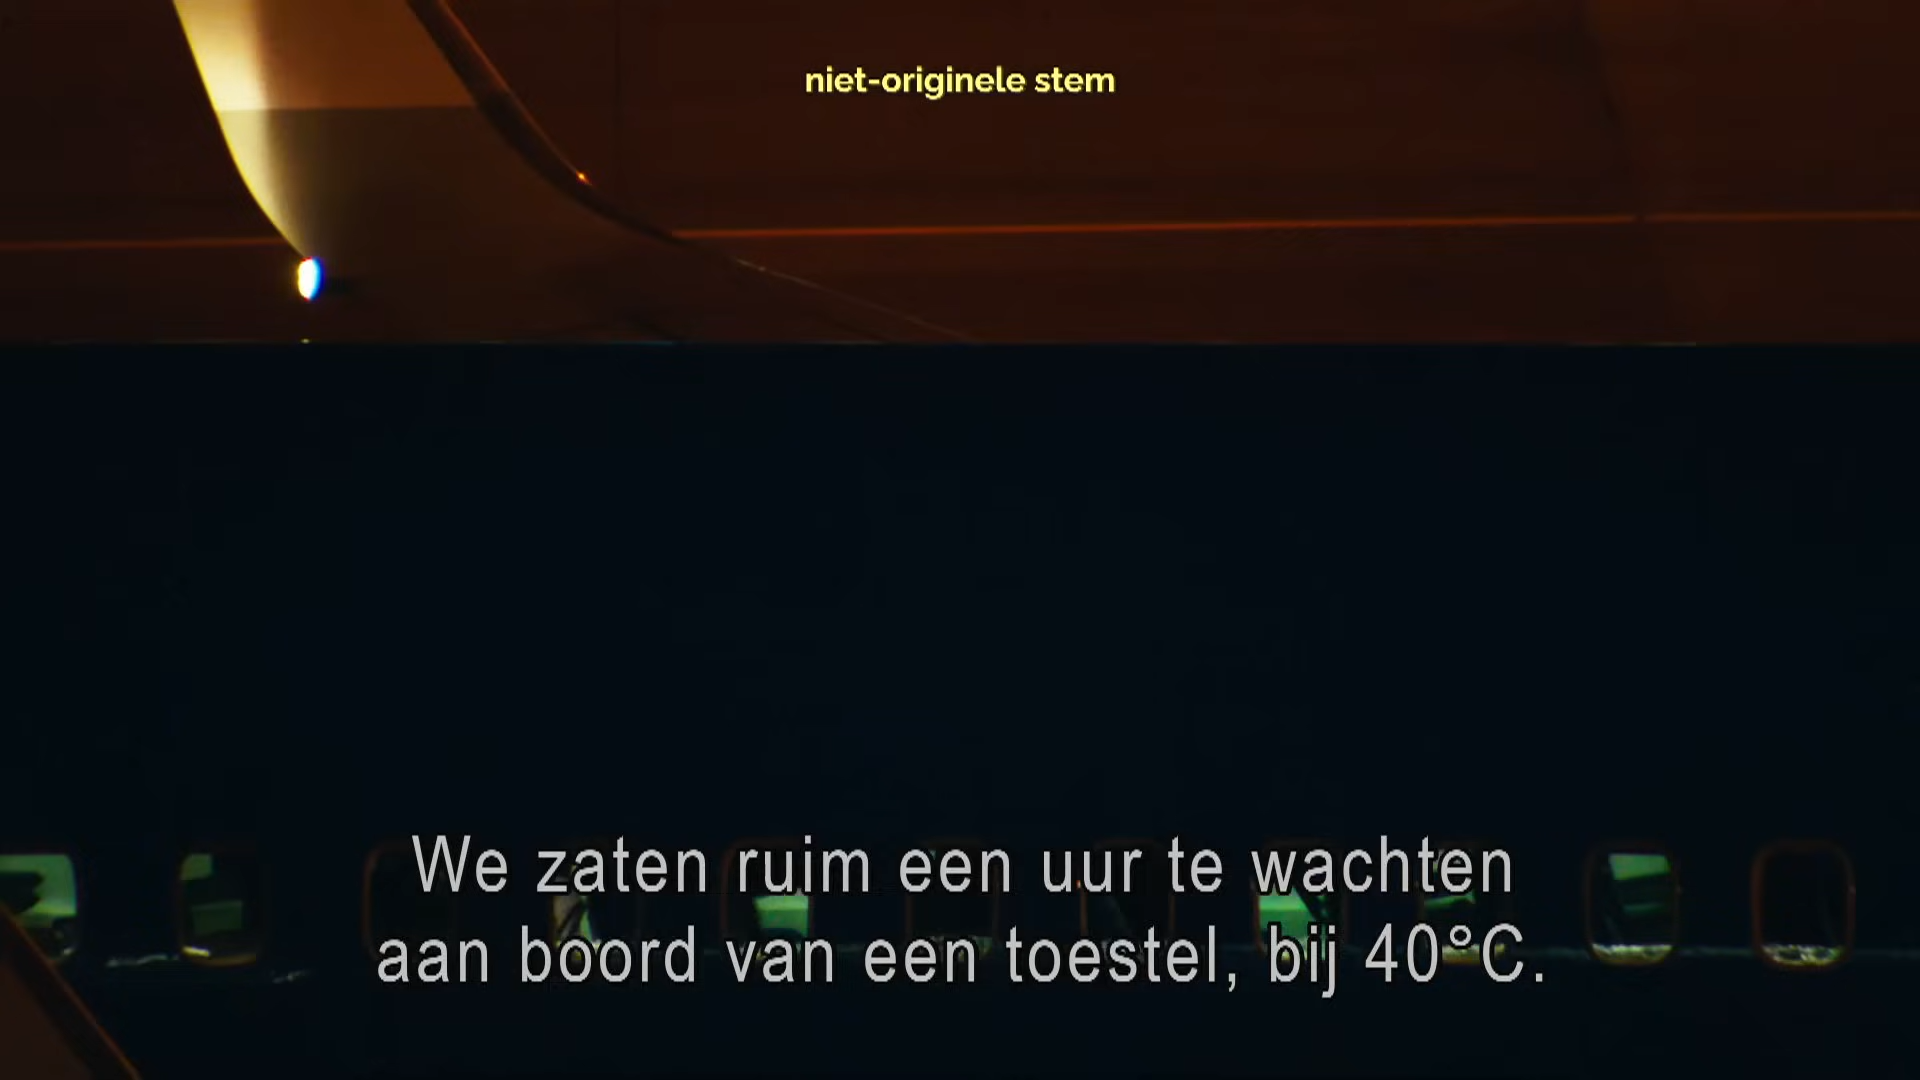 niet-originele stem
We zaten ruim een uur te wachten
aan boord van een toestel, bij 40°C.